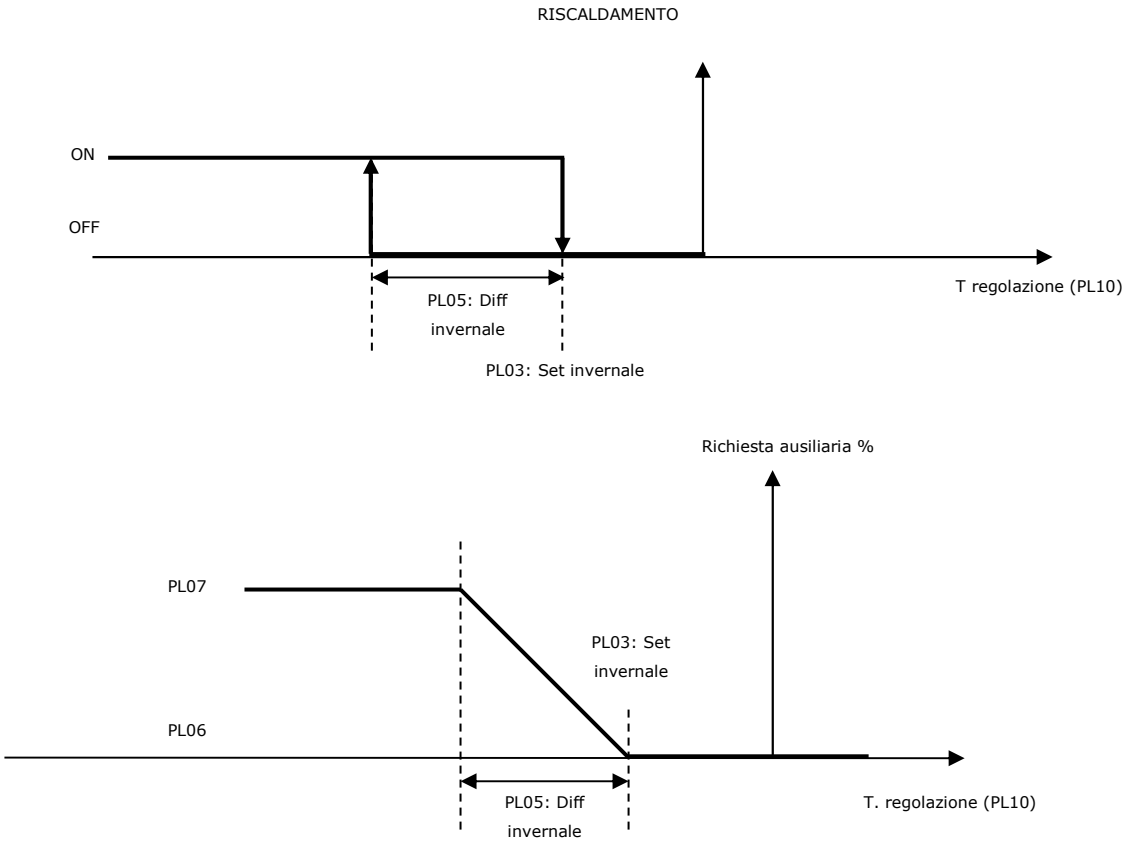 RISCALDAMENTO
ON
OFF
T regolazione (PL10)
PL05: Diff
invernale
PL03: Set invernale
Richiesta ausiliaria %
PL07
PL03: Set
invernale
PL06
PL05: Diff
invernale
T. regolazione (PL10)